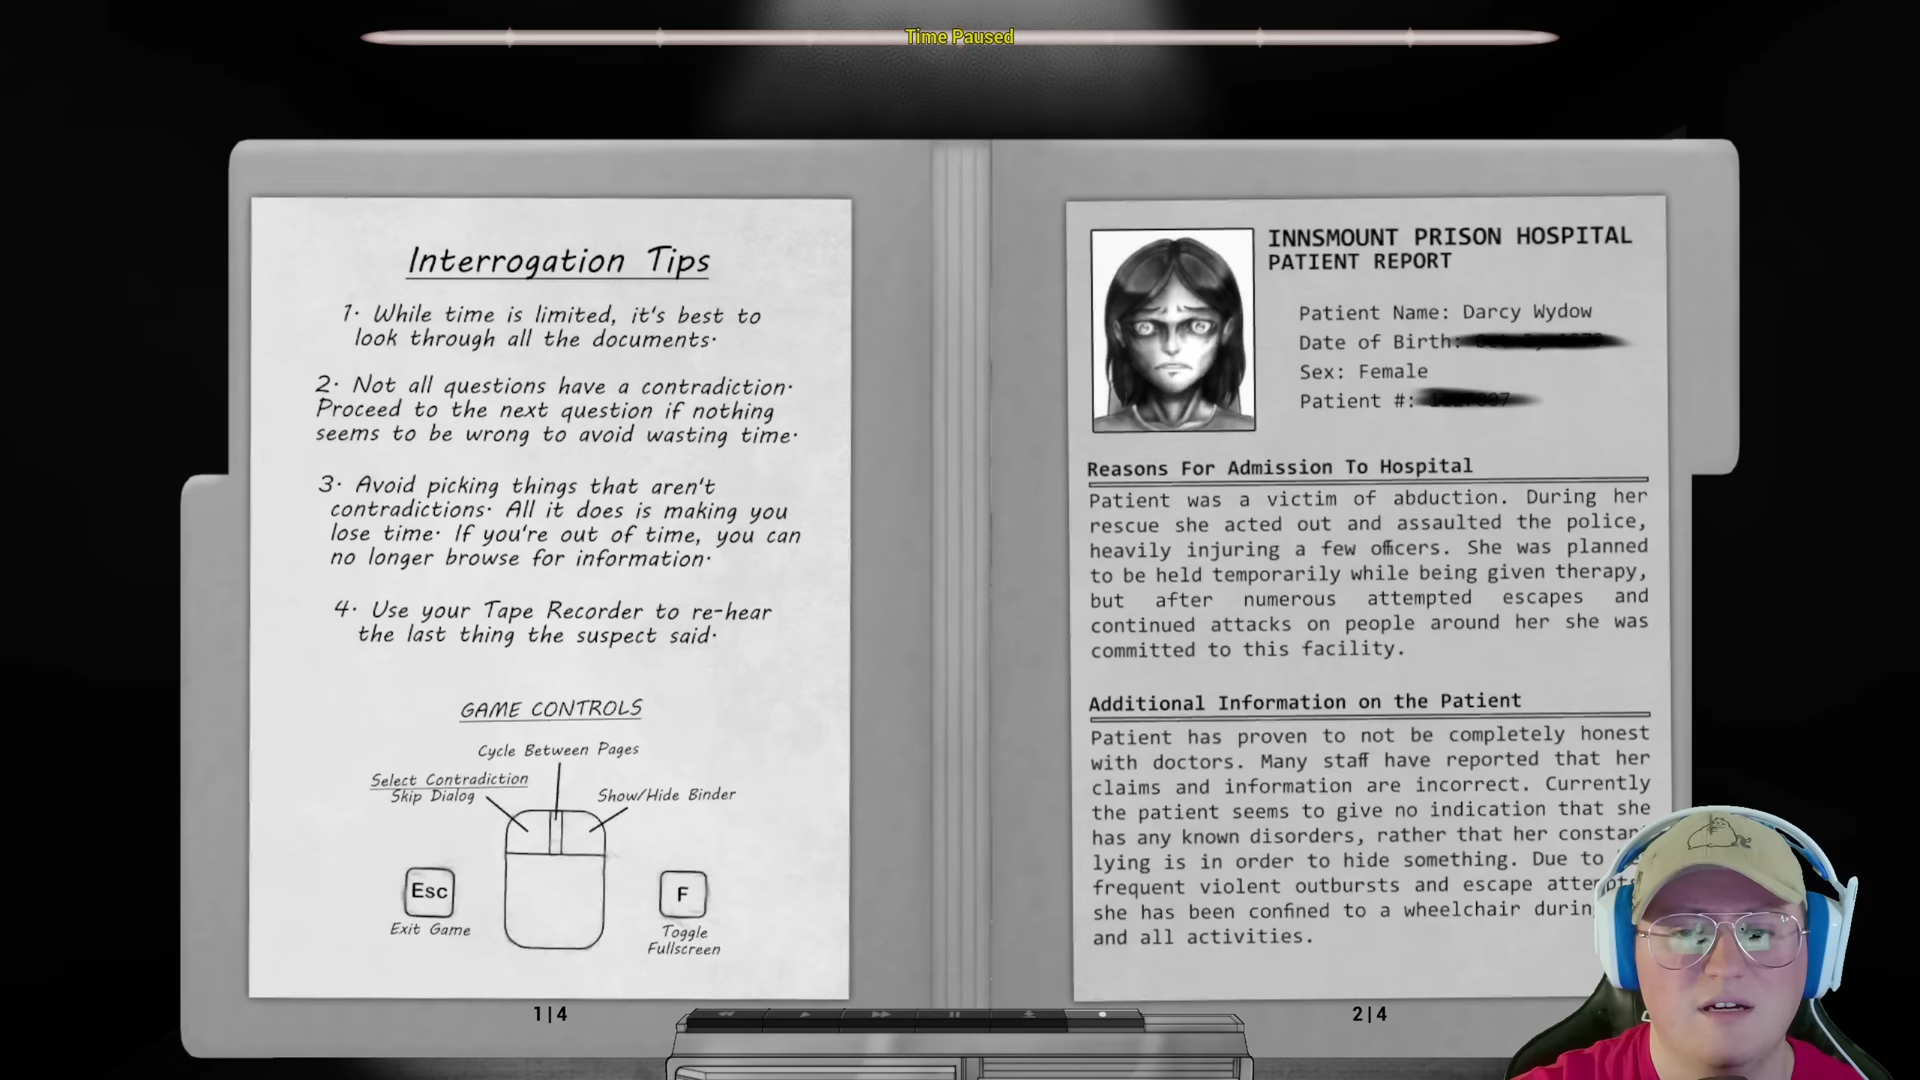 Time Paused
Interrogation Tips
1. While time is limited, it's best to
look through all the documents.
2. Not all questions have a contradiction.
Proceed to the next question if nothing
seems to be wrong to avoid wasting time.
3. Avoid picking things that aren't
contradictions. All it does is making you
lose time. If you're out of time, you can
no longer browse for information.
4. Use your Tape Recorder to re-hear
the last thing the suspect said.
GAME CONTROLS
Cycle Between Pages
Select Contradiction
Skip Dialog
Show/Hide Binder
Esc
Exit Game
F
Toggle
Fullscreen
1|4
INNSMOUNT PRISON HOSPITAL
PATIENT REPORT
Patient Name: Darcy Wydow
Date of Birth:
Sex: Female
Patient #:
Reasons For Admission To Hospital
Patient was a victim of abduction. During her
rescue she acted out and assaulted the police,
heavily injuring a few officers. She was planned
to be held temporarily while being given therapy,
but after numerous attempted escapes and
continued attacks on people around her she was
committed to this facility.
Additional Information on the Patient
Patient has proven to not be completely honest
with doctors. Many staff have reported that her
claims and information are incorrect. Currently
the patient seems to give no indication that she
has any known disorders, rather that her constant
lying is in order to hide something. Due to
frequent violent outbursts and escape attempts
she has been confined to a wheelchair during
and all activities.
2|4